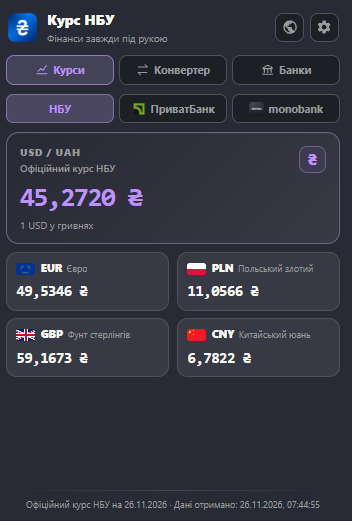 Курс НБУ
Фінанси завжди під рукою
Курси
Конвертер
Банки
НБУ
ПриватБанк
monobank
USD / UAH
Офіційний курс НБУ
₴
45,2720 ₴
1 USD у гривнях
EUR Євро
49,5346 ₴
PLN Польський злотий
11,0566 ₴
GBP Фунт стерлінгів
59,1673 ₴
CNY Китайський юань
6,7822 ₴
Офіційний курс НБУ на 26.11.2026 · Дані отримано: 26.11.2026, 07:44:55